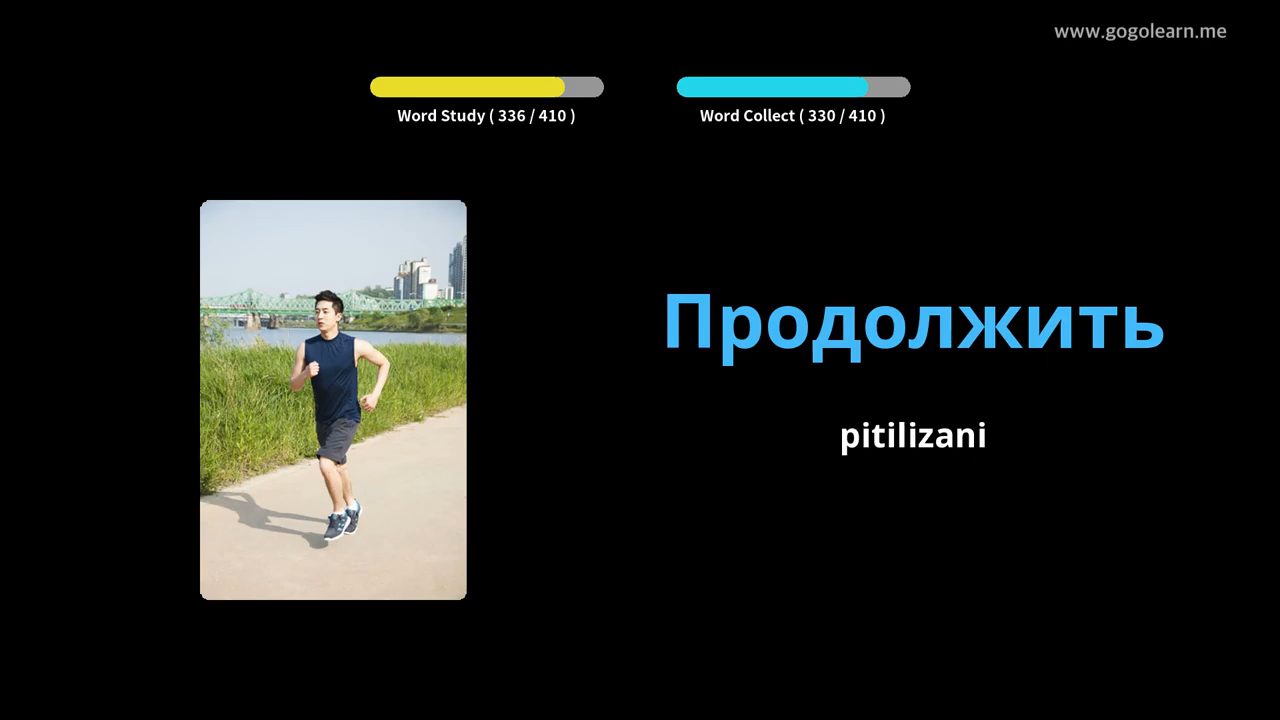 www.gogolearn.me
Word Study ( 336 / 410 )
Word Collect ( 330 / 410 )
Продолжить
pitilizani